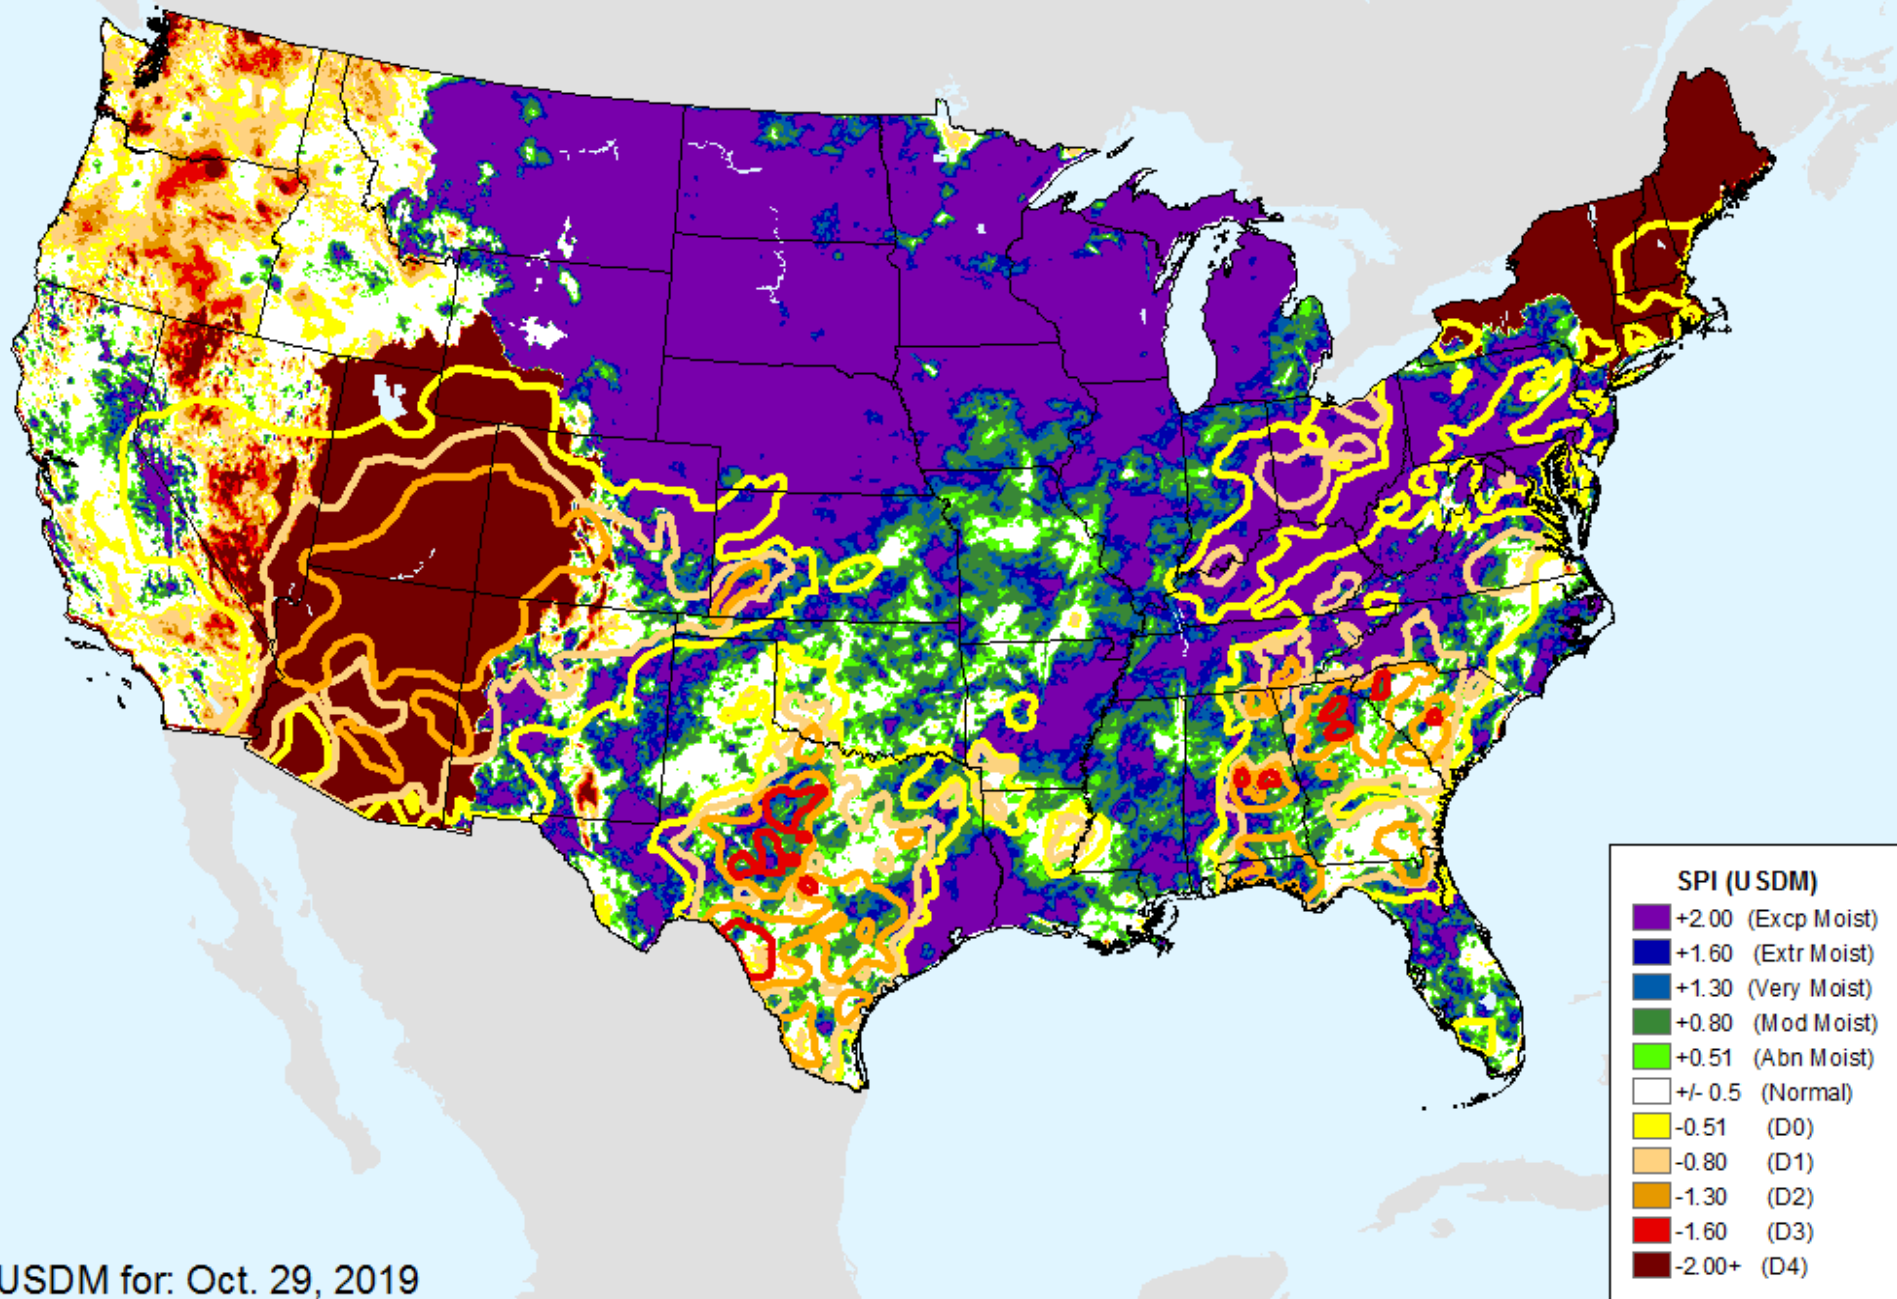 SPI (USDM)
+2.00 (Excp Moist)
+1.60 (Extr Moist)
+1.30 (Very Moist)
+0.80 (Mod Moist)
+0.51 (Abn Moist)
+/- 0.5 (Normal)
-0.51 (D0)
-0.80 (D1)
-1.30 (D2)
-1.60 (D3)
-2.00+ (D4)
USDM for: Oct. 29, 2019